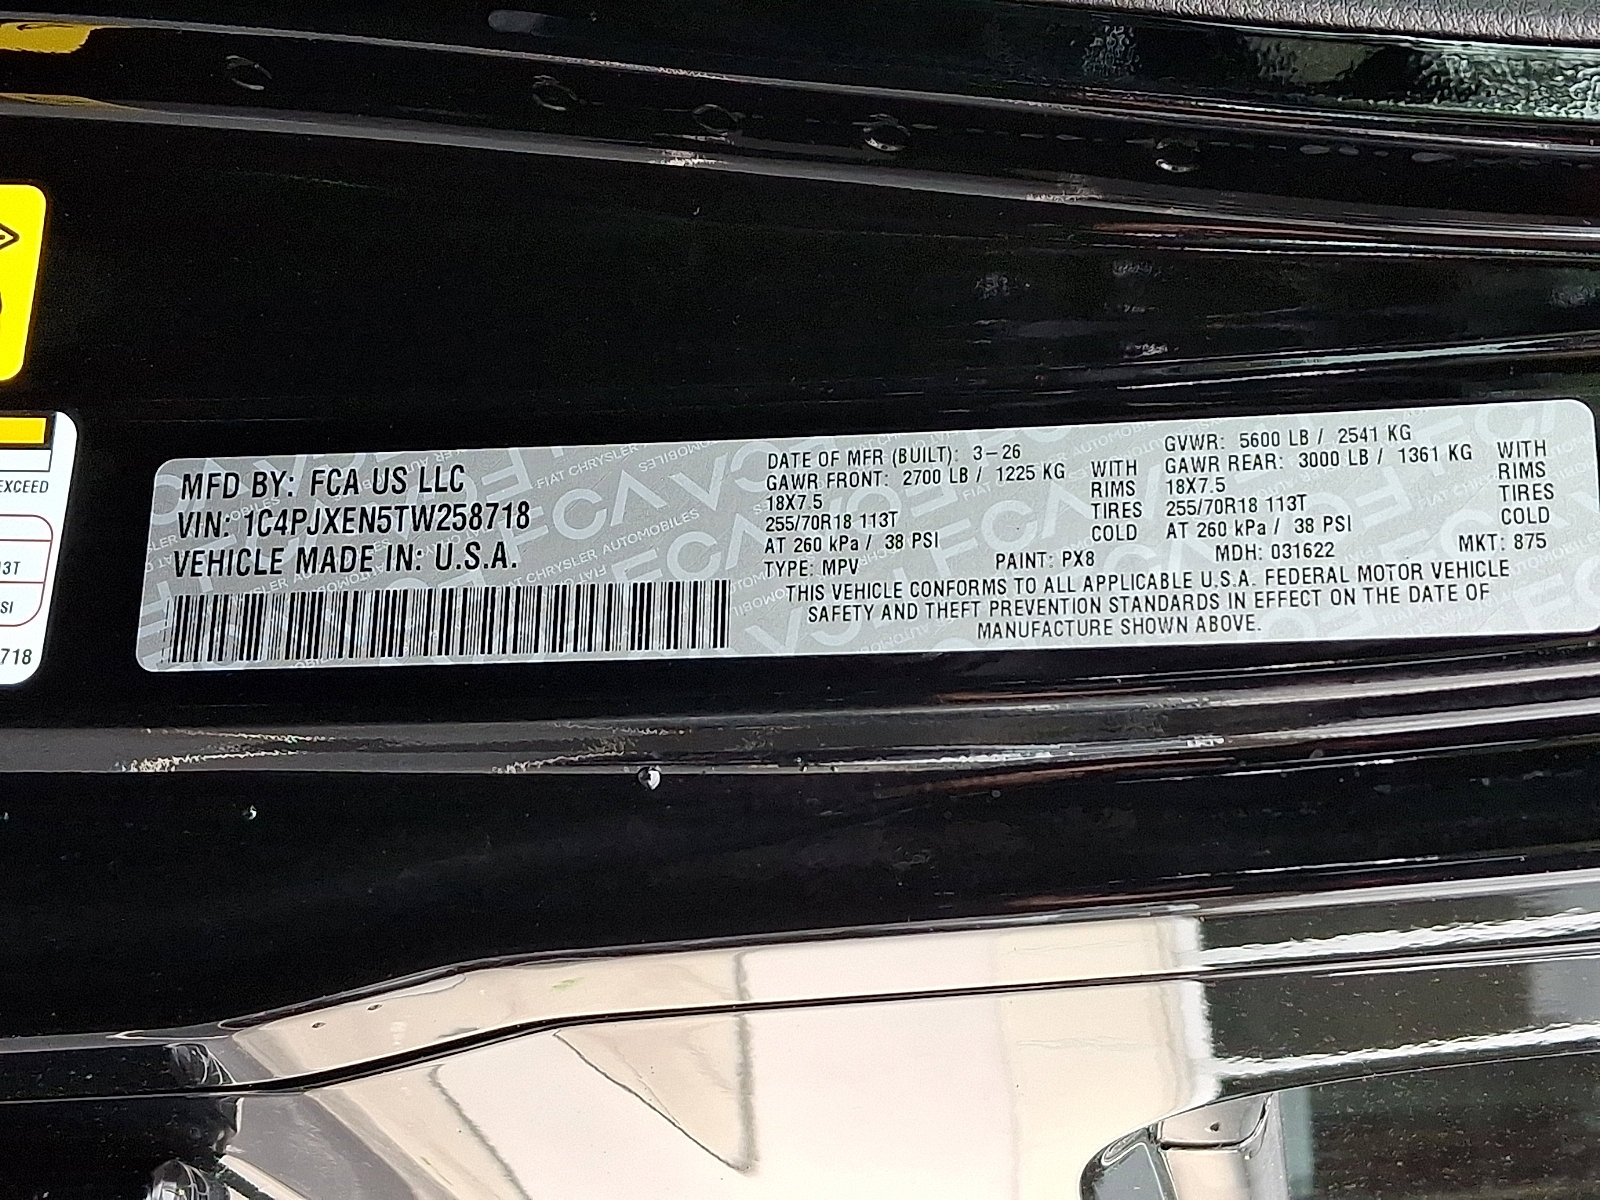 EXCEED
13T
SI
718
MFD BY: FCA US LLC
VIN: 1C4PJXEN5TW258718
VEHICLE MADE IN: U.S.A.
DATE OF MFR (BUILT): 3-26
GAWR FRONT: 2700 LB / 1225 KG WITH
18X7.5 RIMS
255/70R18 113T TIRES
AT 260 kPa / 38 PSI COLD
GVWR: 5600 LB / 2541 KG
GAWR REAR: 3000 LB / 1361 KG WITH
18X7.5 RIMS
255/70R18 113T TIRES
AT 260 kPa / 38 PSI COLD
TYPE: MPV PAINT: PX8 MDH: 031622 MKT: 875
THIS VEHICLE CONFORMS TO ALL APPLICABLE U.S.A. FEDERAL MOTOR VEHICLE
SAFETY AND THEFT PREVENTION STANDARDS IN EFFECT ON THE DATE OF
MANUFACTURE SHOWN ABOVE.